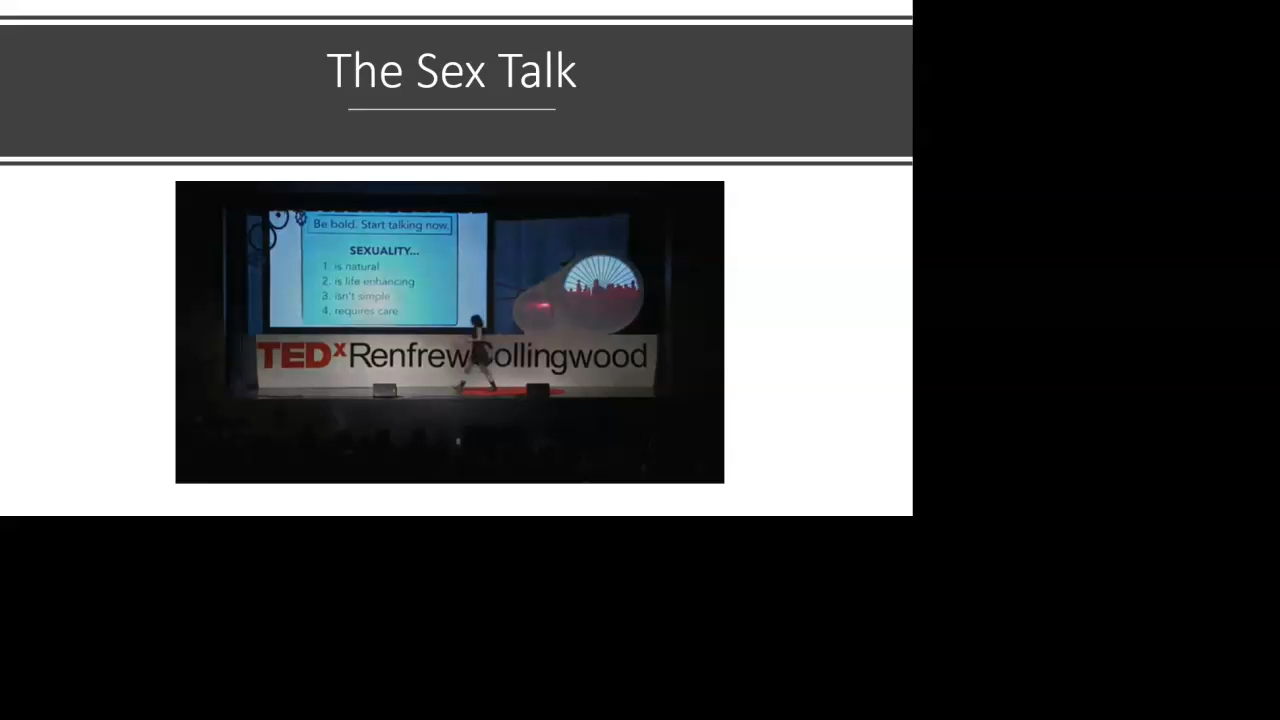 The Sex Talk
Be bold. Start talking now.
SEXUALITY...
1. is natural
2. is life enhancing
3. isn't simple
4. requires care
TEDxRenfrewCollingwood